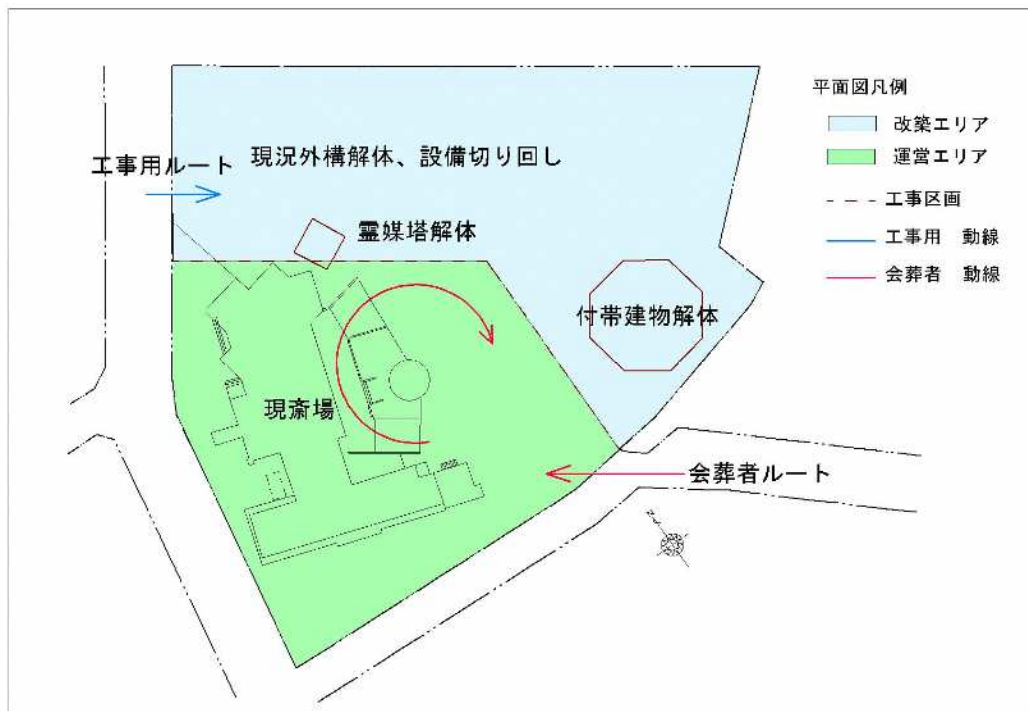 平面図凡例
改築エリア
運営エリア
工事区画
工事用 動線
会葬者 動線
工事用ルート
現況外構解体、設備切り回し
霊媒塔解体
付帯建物解体
現斎場
会葬者ルート